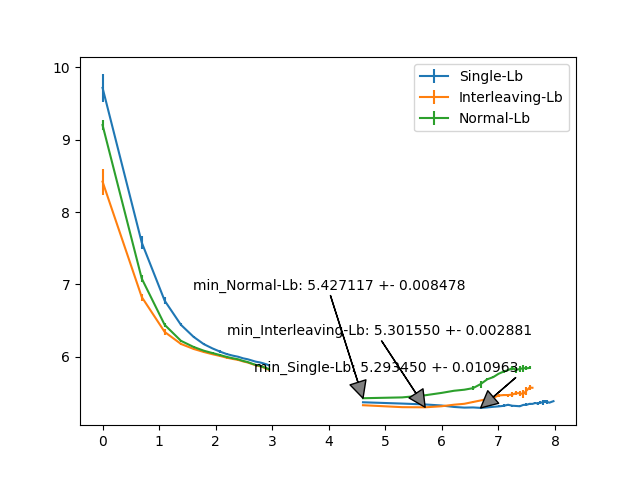 10
9
8
7
6
Single-Lb
Interleaving-Lb
Normal-Lb
min_Normal-Lb: 5.427117 +- 0.008478
min_Interleaving-Lb: 5.301550 +- 0.002881
min_Single-Lb: 5.293450 +- 0.010963
0 1 2 3 4 5 6 7 8